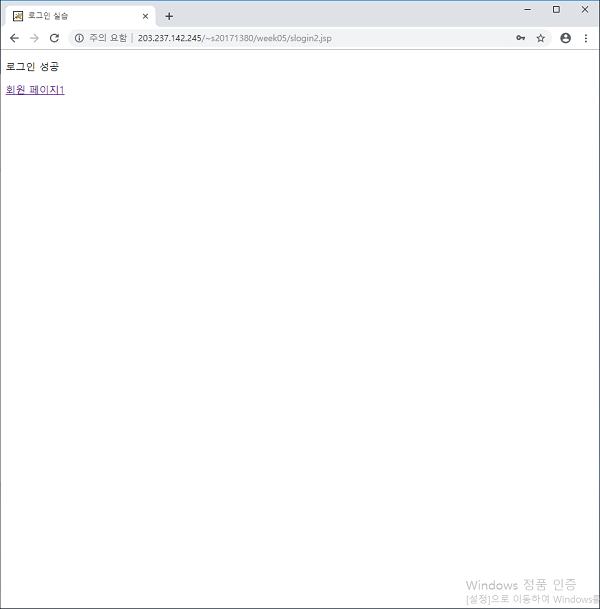 로그인 실습
주의 요함 | 203.237.142.245/~s20171380/week05/slogin2.jsp
로그인 성공
회원 페이지1
Windows 정품 인증
[설정]으로 이동하여 Windows를